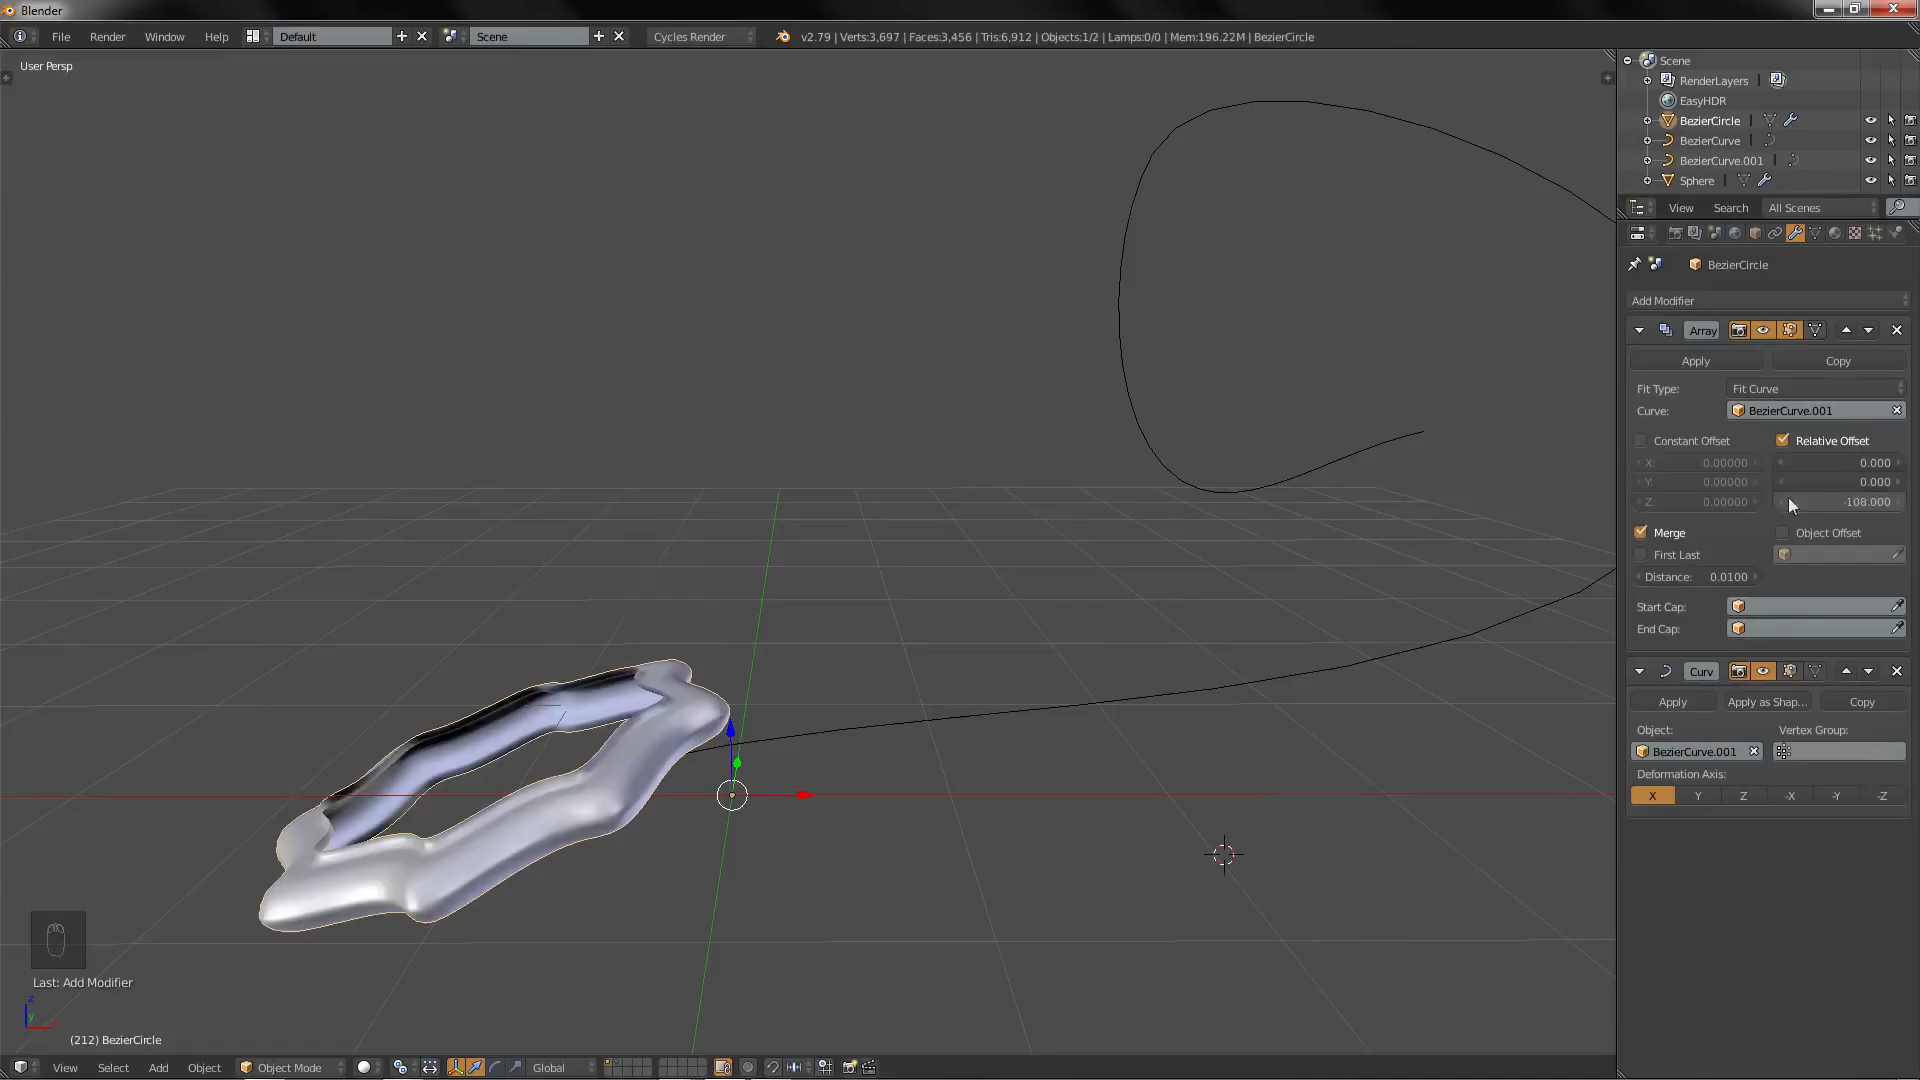 Blender
File Render Window Help Default Scene Cycles Render v2.79 | Verts:3,697 | Faces:3,456 | Tris:6,912 | Objects:1/2 | Lamps:0/0 | Mem:196.22M | BezierCircle
User Persp
Scene
RenderLayers
EasyHDR
BezierCircle
BezierCurve
BezierCurve.001
Sphere
View Search All Scenes
BezierCircle
Add Modifier
Array
Apply Copy
Fit Type: Fit Curve
Curve: BezierCurve.001
Constant Offset Relative Offset
X: 0.00000 0.000
Y: 0.00000 0.000
Z: 0.00000 -108.000
Merge Object Offset
First Last
Distance: 0.0100
Start Cap:
End Cap:
Curv
Apply Apply as Shap... Copy
Object: Vertex Group:
BezierCurve.001
Deformation Axis:
X Y Z -X -Y -Z
Last: Add Modifier
z
y
(212) BezierCircle
View Select Add Object Object Mode Global